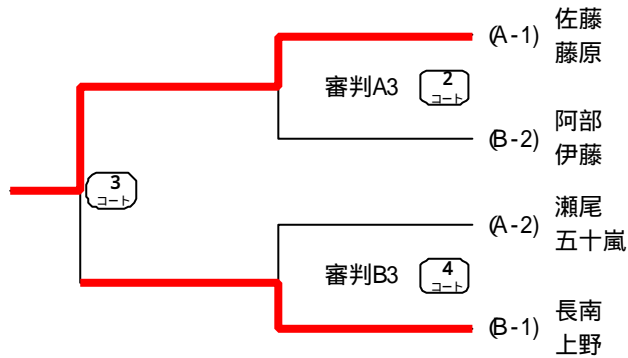 佐藤
(A-1)
藤原
審判A3
2
コート
阿部
(B-2)
伊藤
3
コート
瀬尾
(A-2)
五十嵐
審判B3
4
コート
長南
(B-1)
上野